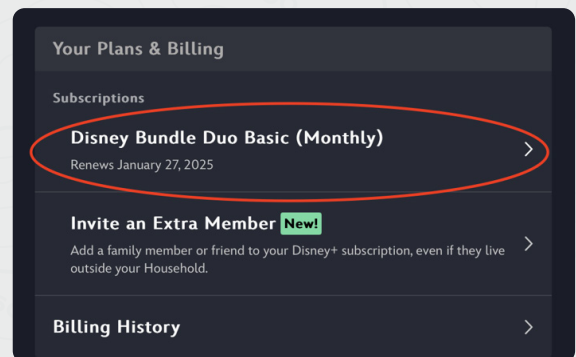 Your Plans & Billing
Subscriptions
Disney Bundle Duo Basic (Monthly)
Renews January 27, 2025
Invite an Extra Member New!
Add a family member or friend to your Disney+ subscription, even if they live
outside your Household.
Billing History